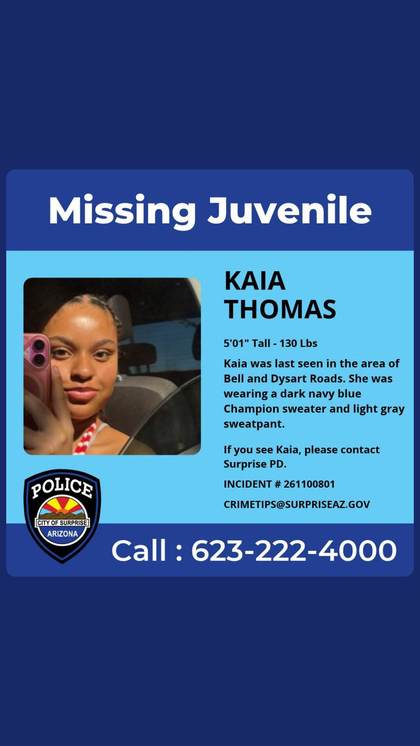 Missing Juvenile
KAIA
THOMAS
5'01" Tall - 130 Lbs
Kaia was last seen in the area of
Bell and Dysart Roads. She was
wearing a dark navy blue
Champion sweater and light gray
sweatpant.
If you see Kaia, please contact
Surprise PD.
INCIDENT # 261100801
CRIMETIPS@SURPRISEAZ.GOV
POLICE
CITY OF SURPRISE
ARIZONA
Call : 623-222-4000